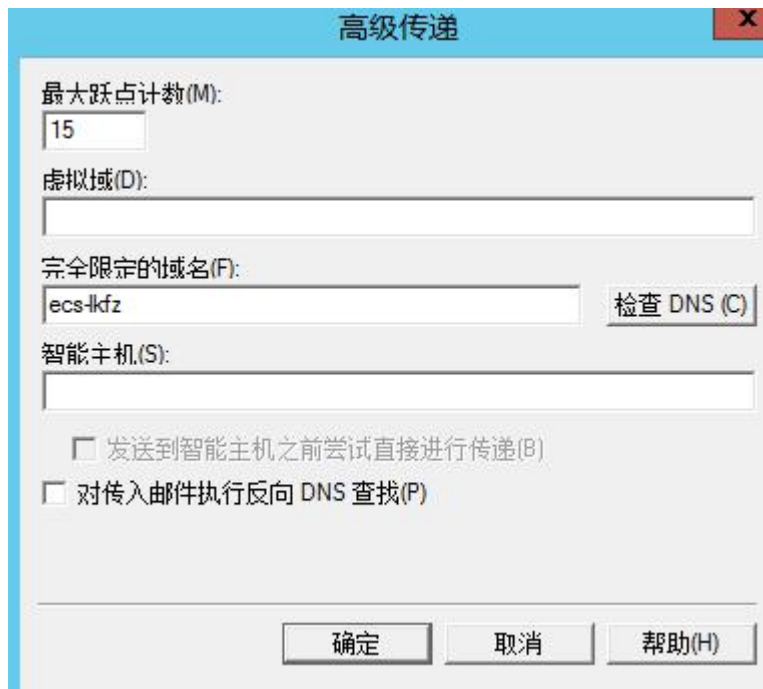 高级传递
x
最大跃点计数(M):
15
虚拟域(D):
完全限定的域名(F):
ecs-lkfz
检查 DNS (C)
智能主机(S):
发送到智能主机之前尝试直接进行传递(B)
对传入邮件执行反向 DNS 查找(P)
确定 取消 帮助(H)